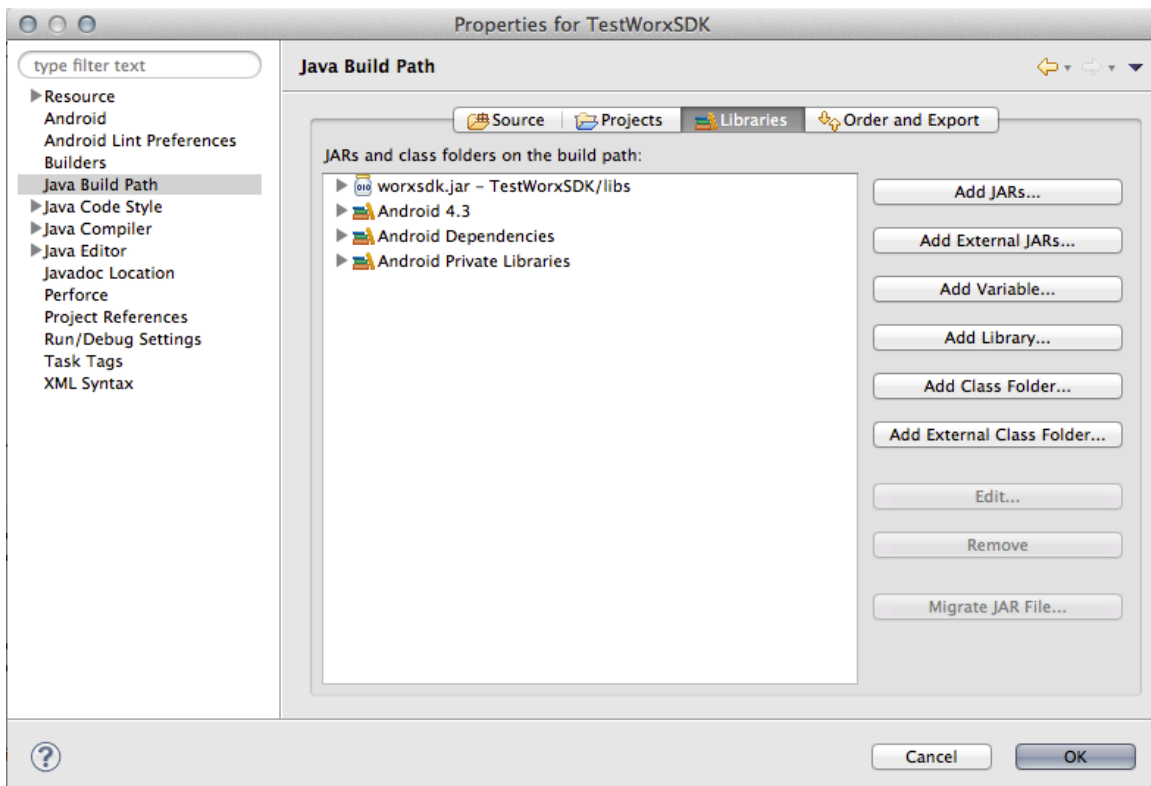 Properties for TestWorxSDK
type filter text
Resource
Android
Android Lint Preferences
Builders
Java Build Path
Java Code Style
Java Compiler
Java Editor
Javadoc Location
Perforce
Project References
Run/Debug Settings
Task Tags
XML Syntax
Java Build Path
Source Projects Libraries Order and Export
JARs and class folders on the build path:
worxsdk.jar – TestWorxSDK/libs
Android 4.3
Android Dependencies
Android Private Libraries
Add JARs...
Add External JARs...
Add Variable...
Add Library...
Add Class Folder...
Add External Class Folder...
Edit...
Remove
Migrate JAR File...
?
Cancel OK